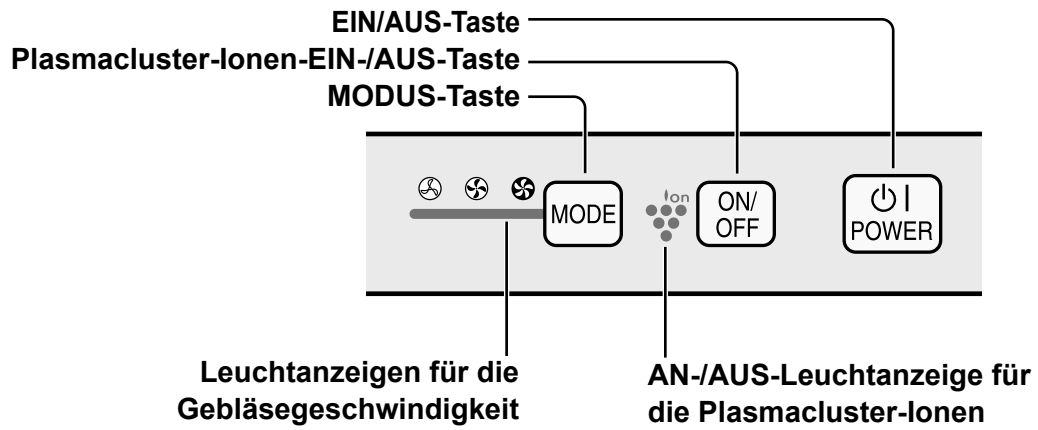 EIN/AUS-Taste
Plasmacluster-Ionen-EIN-/AUS-Taste
MODUS-Taste
MODE
ion
ON/
OFF
POWER
Leuchtanzeigen für die
Gebläsegeschwindigkeit
AN-/AUS-Leuchtanzeige für
die Plasmacluster-Ionen